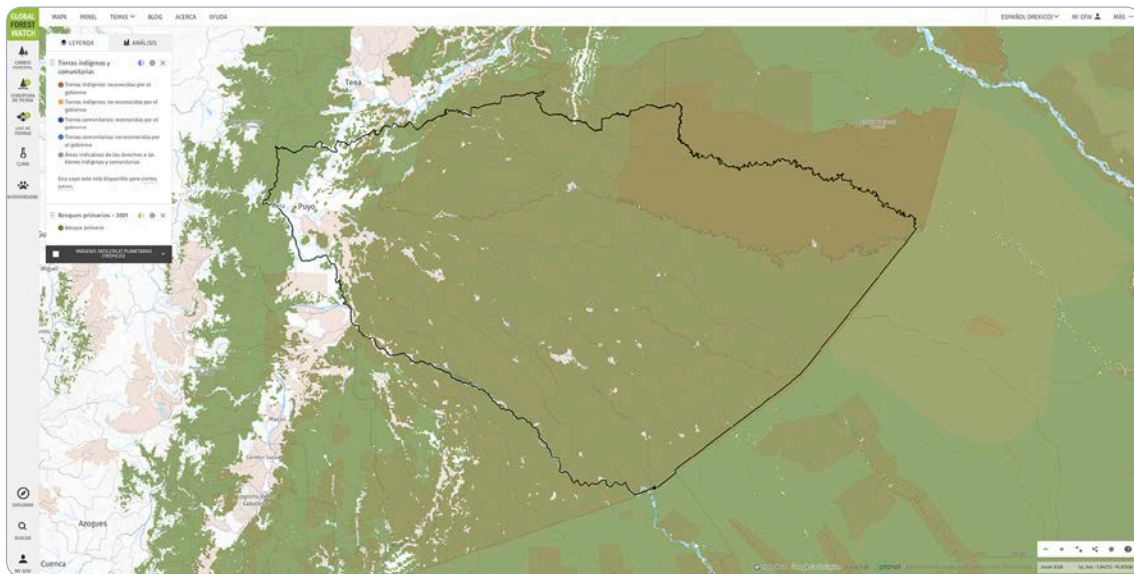 GLOBAL
FOREST
WATCH
MAPA PANEL TEMAS BLOG ACERCA AYUDA
ESPAÑOL (MEXICO) MI GFW MÁS
LEYENDA ANÁLISIS
Tierras indígenas y
comunitarias
Tierras indígenas: reconocidas por el
gobierno
Tierras indígenas: no reconocidas por el
gobierno
Tierras comunitarias: reconocidas por el
gobierno
Tierras comunitarias: no reconocidas por
el gobierno
Áreas indicativas de los derechos a las
tierras indígenas y comunitarias
Esta capa solo está disponible para ciertos
países.
Bosques primarios - 2001
Bosque primario
IMÁGENES SATELITALES PLANETARIAS
(TRÓPICOS)
CAMBIO
FORESTAL
COBERTURA
DE TIERRA
USO DE
TIERRAS
CLIMA
BIODIVERSIDAD
EXPLORAR
BUSCAR
MI GFW
Tena
Puyo
Macas
Azogues
Cuenca
planet